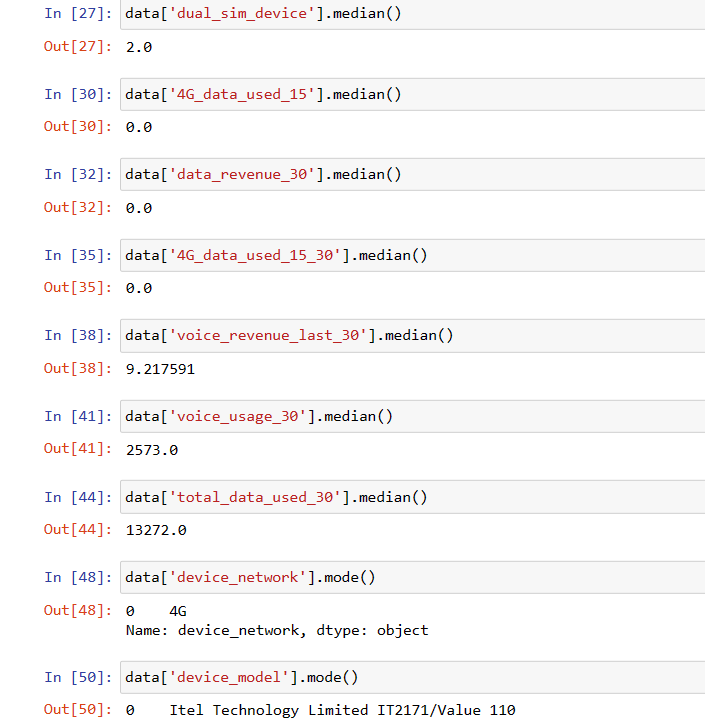 In [27]: data['dual_sim_device'].median()
Out[27]: 2.0
In [30]: data['4G_data_used_15'].median()
Out[30]: 0.0
In [32]: data['data_revenue_30'].median()
Out[32]: 0.0
In [35]: data['4G_data_used_15_30'].median()
Out[35]: 0.0
In [38]: data['voice_revenue_last_30'].median()
Out[38]: 9.217591
In [41]: data['voice_usage_30'].median()
Out[41]: 2573.0
In [44]: data['total_data_used_30'].median()
Out[44]: 13272.0
In [48]: data['device_network'].mode()
Out[48]: 0    4G
Name: device_network, dtype: object
In [50]: data['device_model'].mode()
Out[50]: 0    Itel Technology Limited IT2171/Value 110